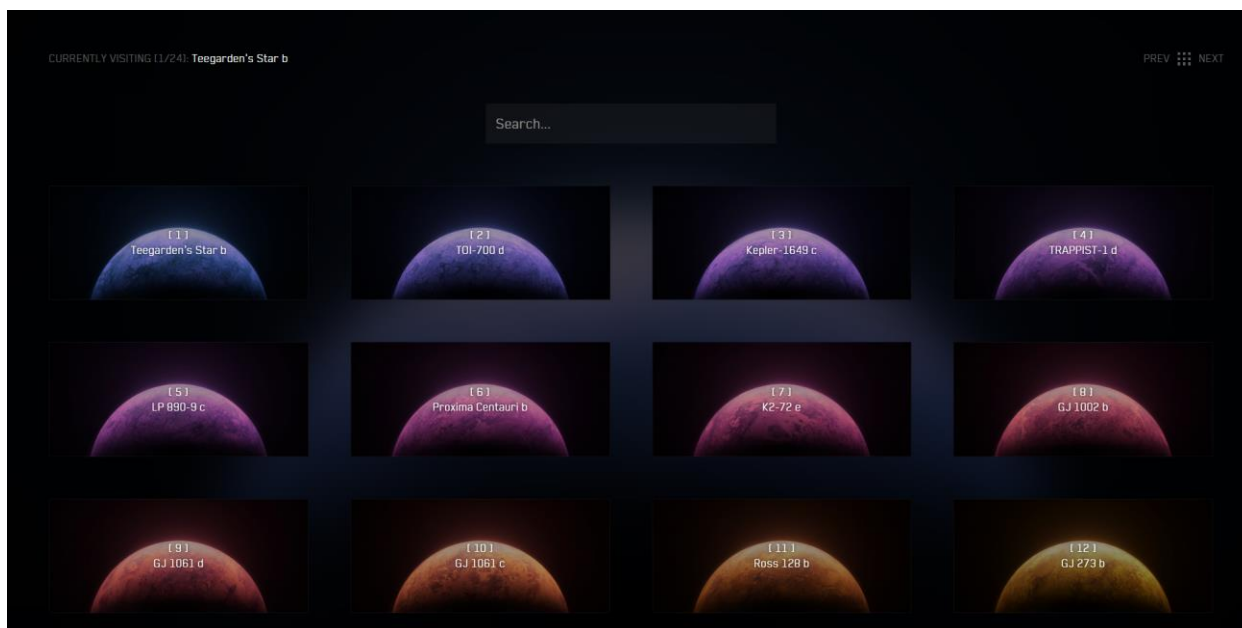 CURRENTLY VISITING [1/24]: Teegarden's Star b
PREV NEXT
Search...
[1]
Teegarden's Star b
[2]
TOI-700 d
[3]
Kepler-1649 c
[4]
TRAPPIST-1 d
[5]
LP 890-9 c
[6]
Proxima Centauri b
[7]
K2-72 e
[8]
GJ 1002 b
[9]
GJ 1061 d
[10]
GJ 1061 c
[11]
Ross 128 b
[12]
GJ 273 b